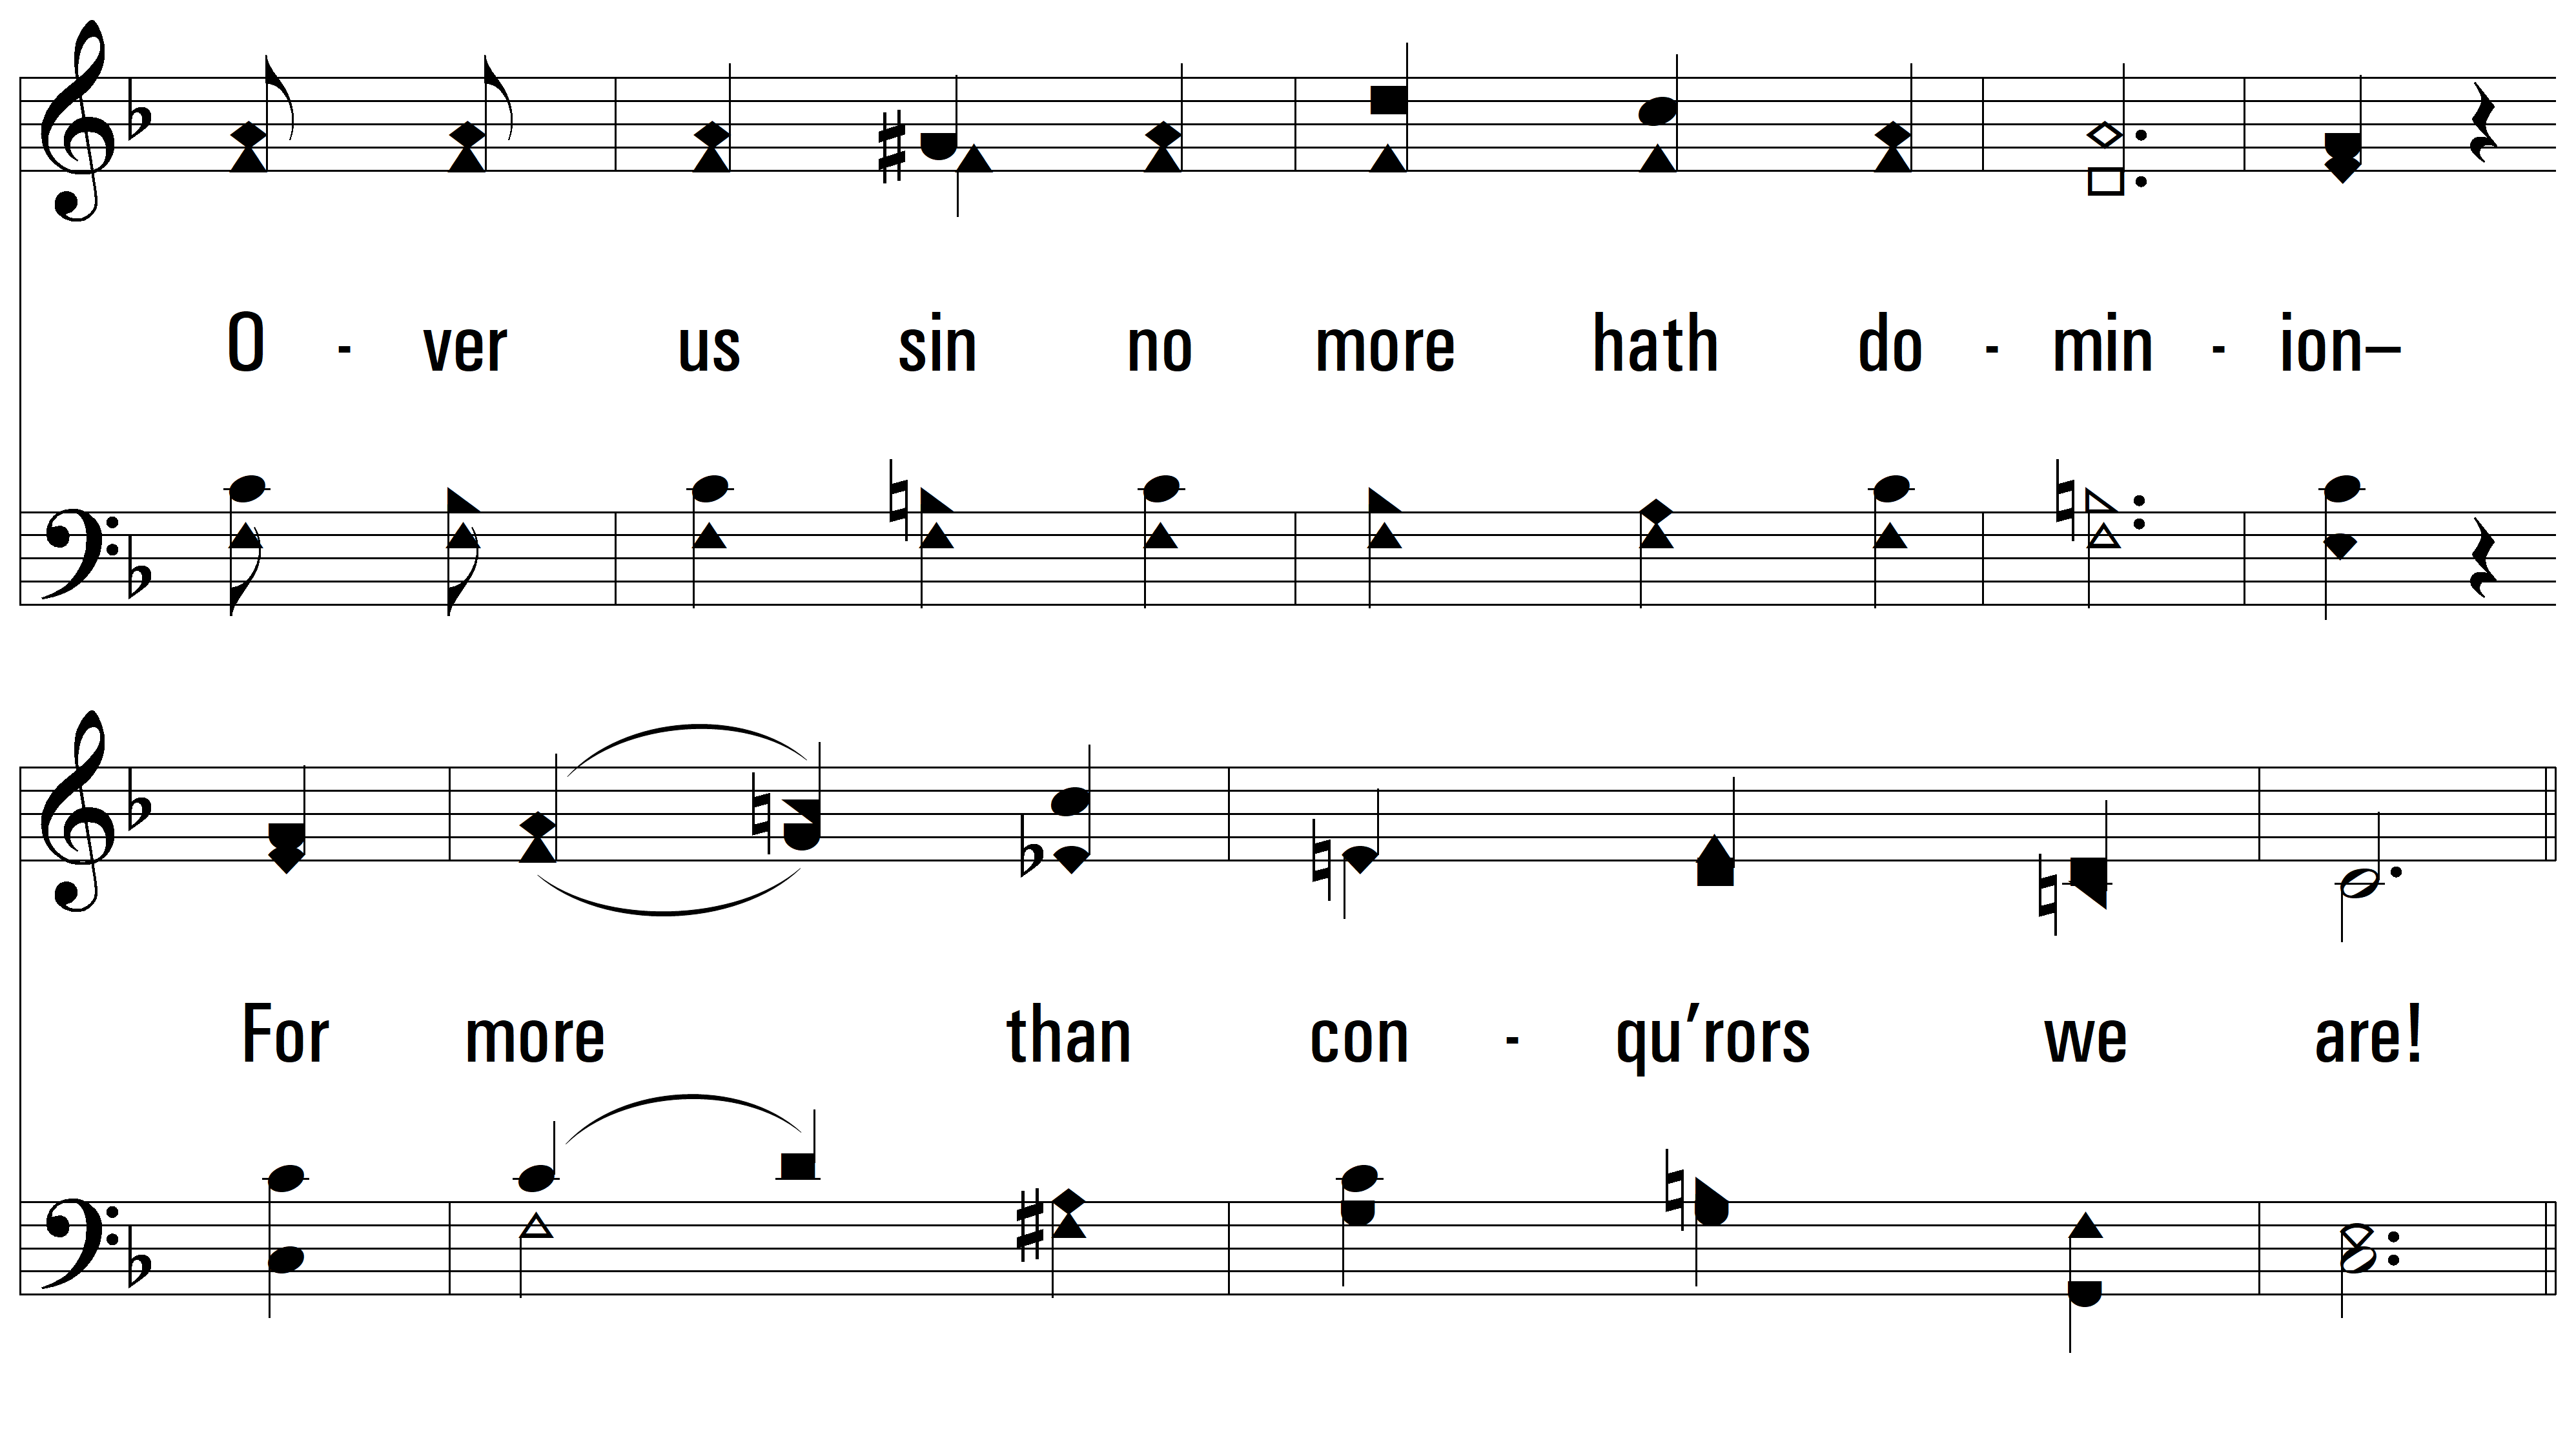 O - ver us sin no more hath do - min - ion–
For more than con - qu’rors we are!